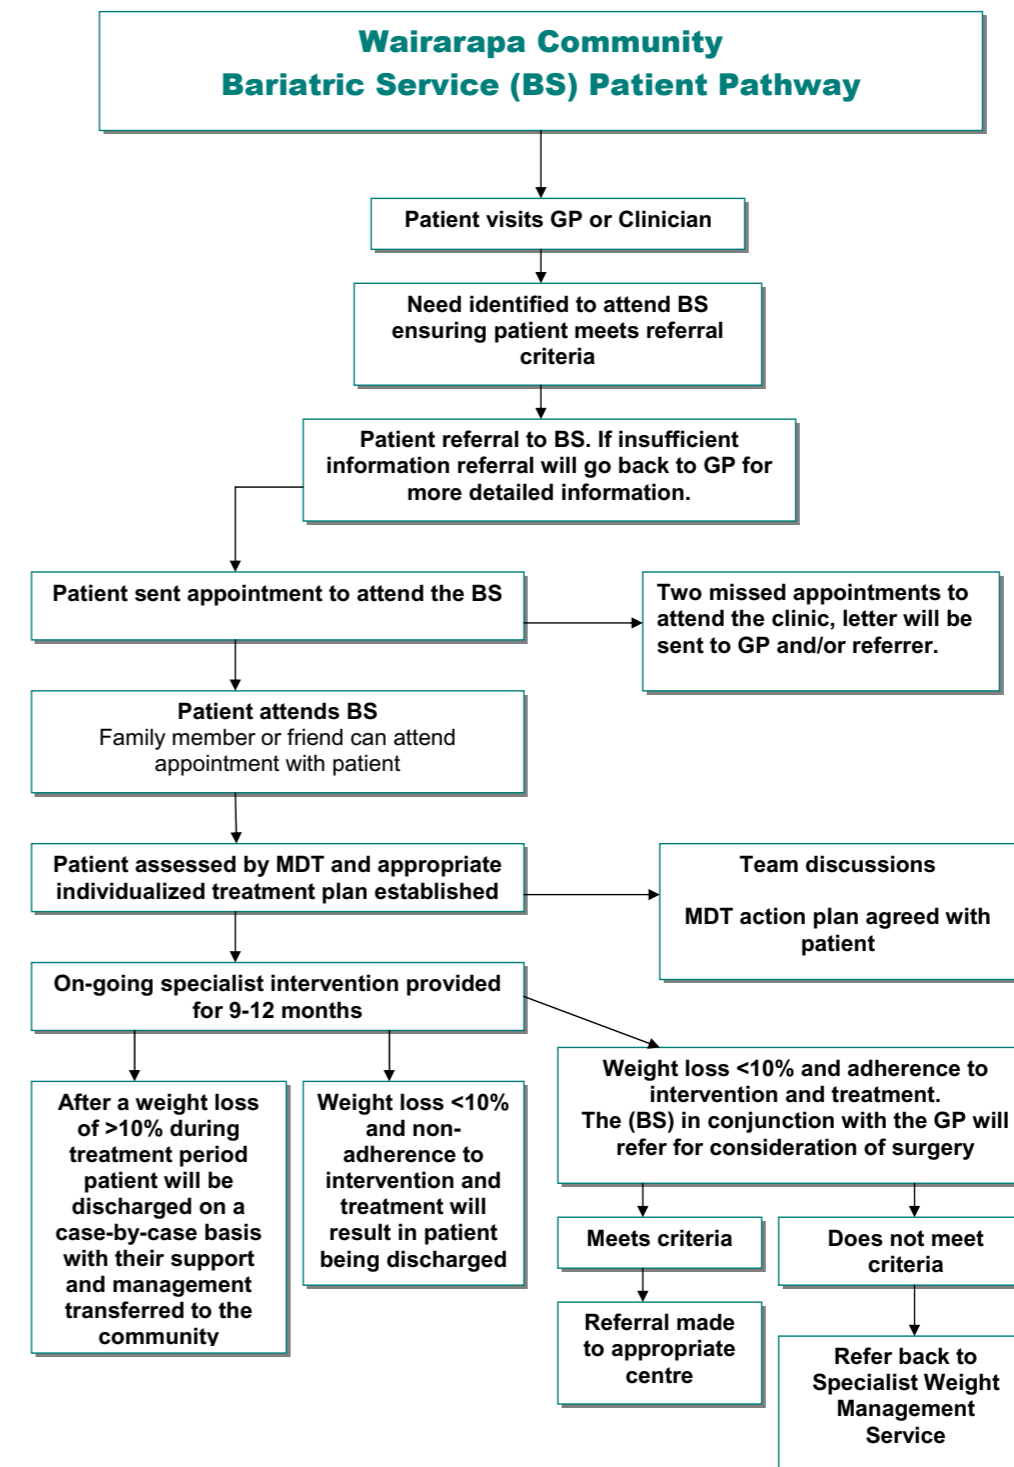 Wairarapa Community
Bariatric Service (BS) Patient Pathway
Patient visits GP or Clinician
Need identified to attend BS
ensuring patient meets referral
criteria
Patient referral to BS. If insufficient
information referral will go back to GP for
more detailed information.
Patient sent appointment to attend the BS
Two missed appointments to
attend the clinic, letter will be
sent to GP and/or referrer.
Patient attends BS
Family member or friend can attend
appointment with patient
Patient assessed by MDT and appropriate
individualized treatment plan established
Team discussions
MDT action plan agreed with
patient
On-going specialist intervention provided
for 9-12 months
After a weight loss
of >10% during
treatment period
patient will be
discharged on a
case-by-case basis
with their support
and management
transferred to the
community
Weight loss <10%
and non-
adherence to
intervention and
treatment will
result in patient
being discharged
Weight loss <10% and adherence to
intervention and treatment.
The (BS) in conjunction with the GP will
refer for consideration of surgery
Meets criteria
Does not meet
criteria
Referral made
to appropriate
centre
Refer back to
Specialist Weight
Management
Service